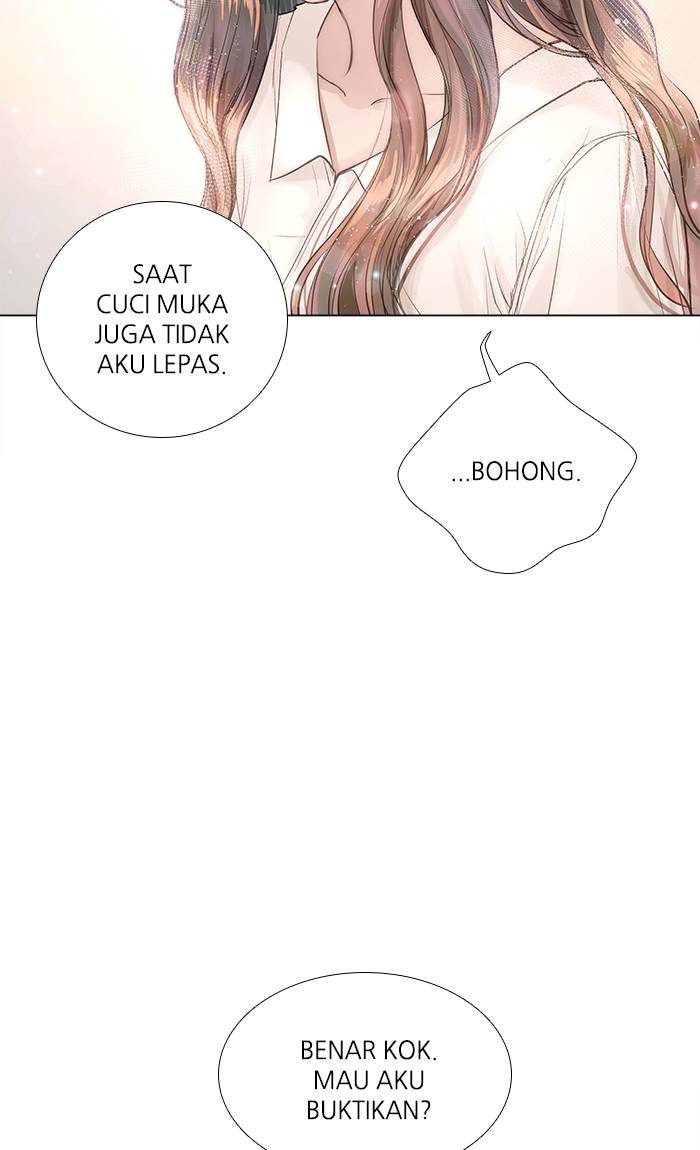 SAAT
CUCI MUKA
JUGA TIDAK
AKU LEPAS.
...BOHONG.
BENAR KOK.
MAU AKU
BUKTIKAN?